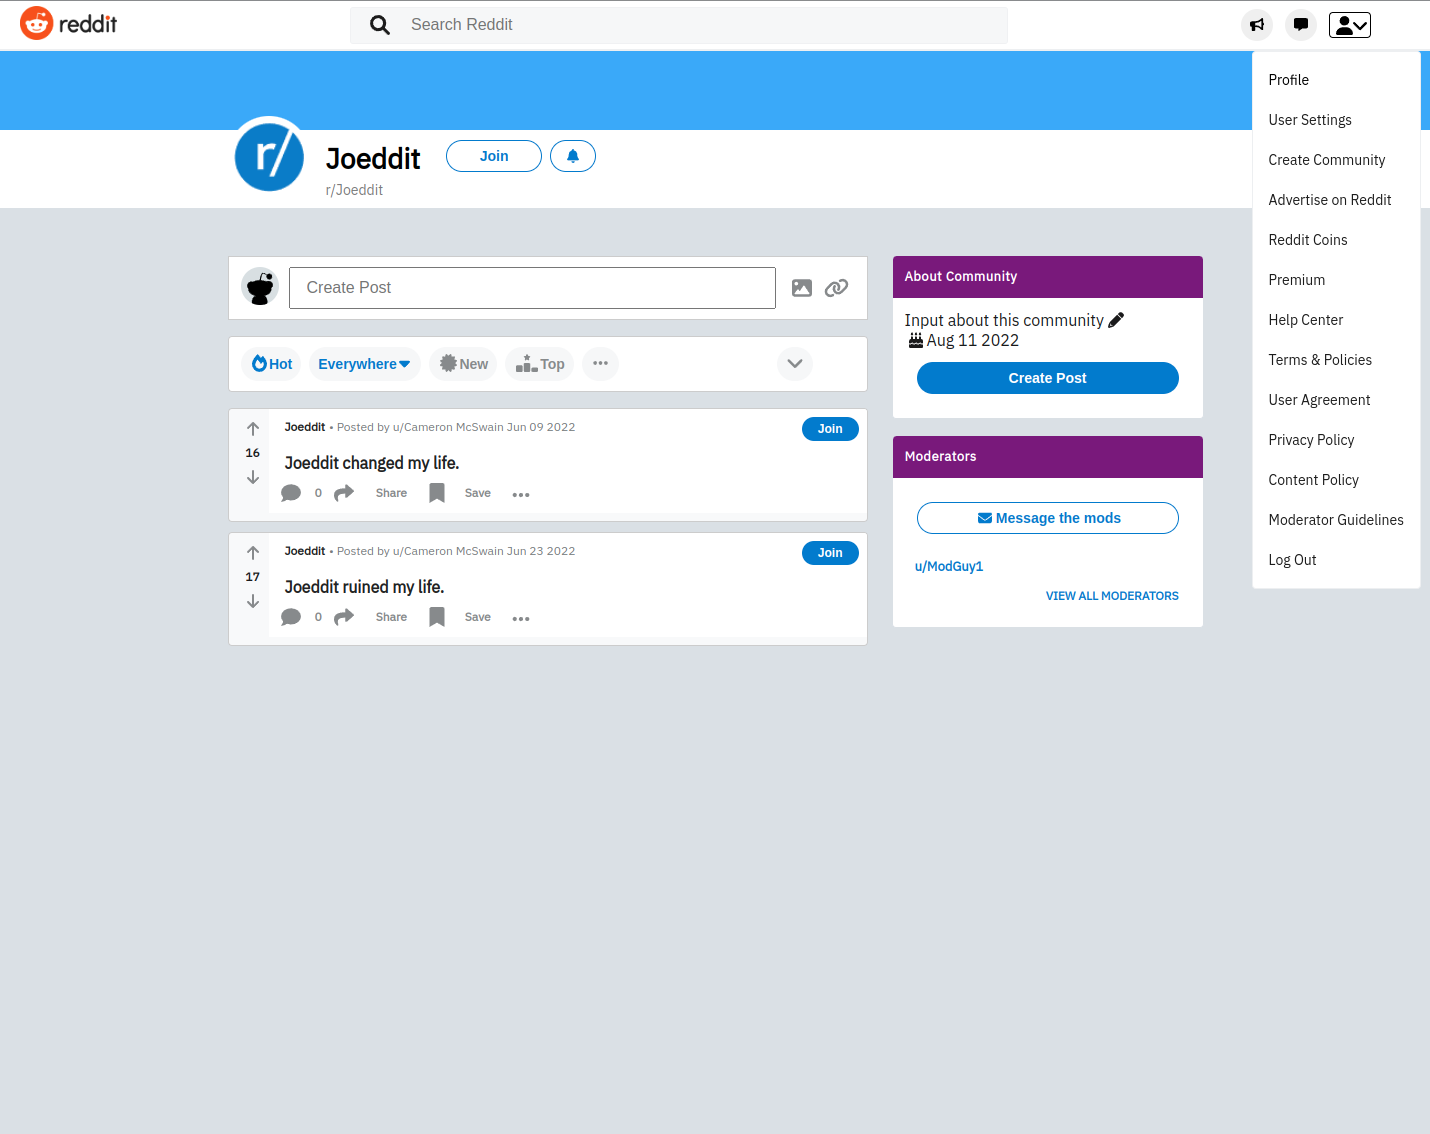 reddit
Search Reddit
Profile
User Settings
Create Community
Advertise on Reddit
Reddit Coins
Premium
Help Center
Terms & Policies
User Agreement
Privacy Policy
Content Policy
Moderator Guidelines
Log Out
r/
Joeddit
Join
r/Joeddit
Create Post
Hot
Everywhere
New
Top
Joeddit • Posted by u/Cameron McSwain Jun 09 2022
Join
16
Joeddit changed my life.
0
Share
Save
Joeddit • Posted by u/Cameron McSwain Jun 23 2022
Join
17
Joeddit ruined my life.
0
Share
Save
About Community
Input about this community
Aug 11 2022
Create Post
Moderators
Message the mods
u/ModGuy1
VIEW ALL MODERATORS